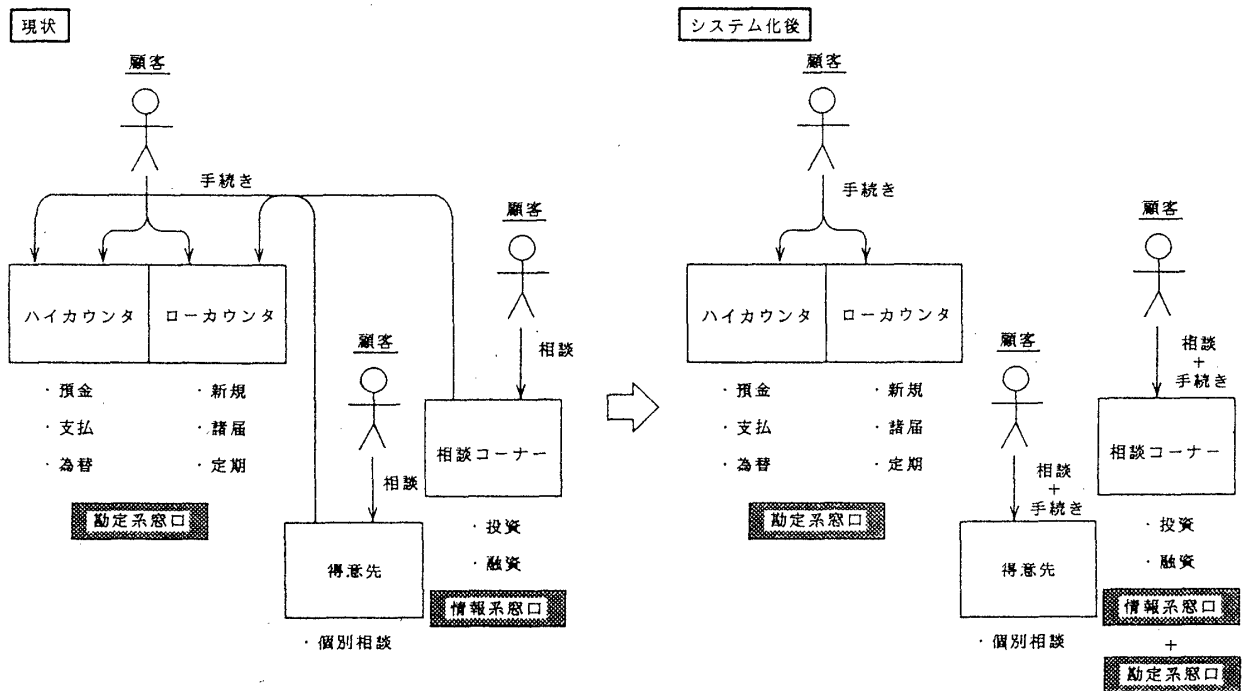 現状
顧客
手続き
顧客
ハイカウンタ
ローカウンタ
顧客
相談
・預金
・新規
・支払
・諸届
相談コーナー
・為替
・定期
相談
勘定系窓口
・投資
得意先
・融資
情報系窓口
・個別相談
システム化後
顧客
手続き
顧客
ハイカウンタ
ローカウンタ
顧客
相談
+
手続き
・預金
・新規
・支払
・諸届
相談コーナー
・為替
・定期
相談
+
手続き
勘定系窓口
・投資
得意先
・融資
情報系窓口
・個別相談
+
勘定系窓口